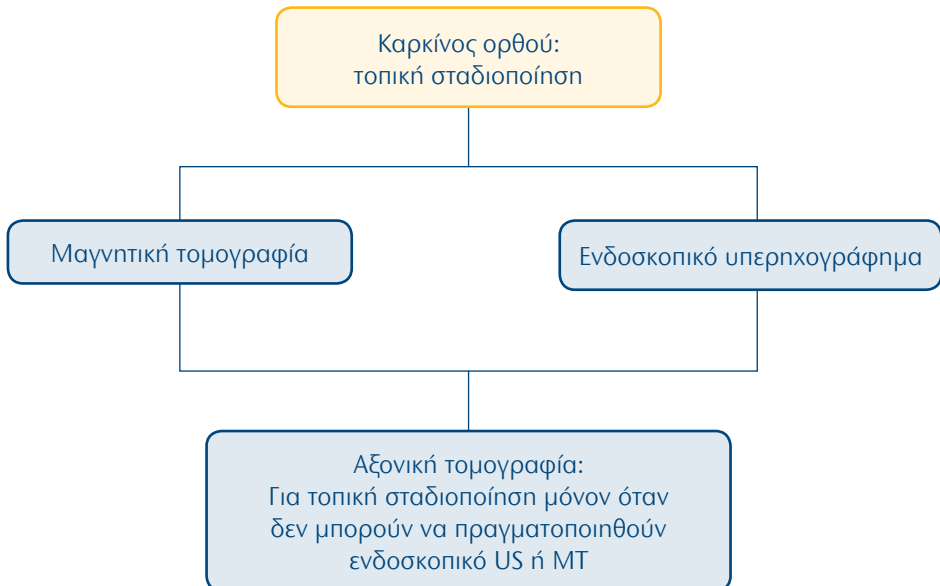 Καρκίνος ορθού:
τοπική σταδιοποίηση
Μαγνητική τομογραφία
Ενδοσκοπικό υπερηχογράφημα
Αξονική τομογραφία:
Για τοπική σταδιοποίηση μόνον όταν
δεν μπορούν να πραγματοποιηθούν
ενδοσκοπικό US ή ΜΤ